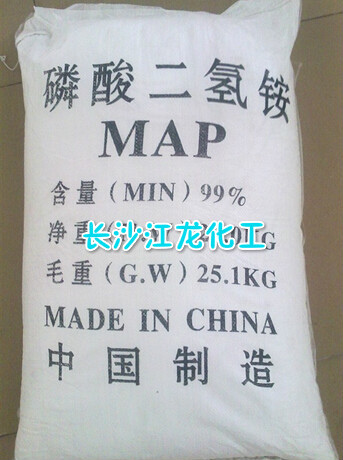 磷酸二氢铵
MAP
含量(MIN)99%
净重
长沙江龙化工
毛重(G.W)25.1KG
MADE IN CHINA
中国制造